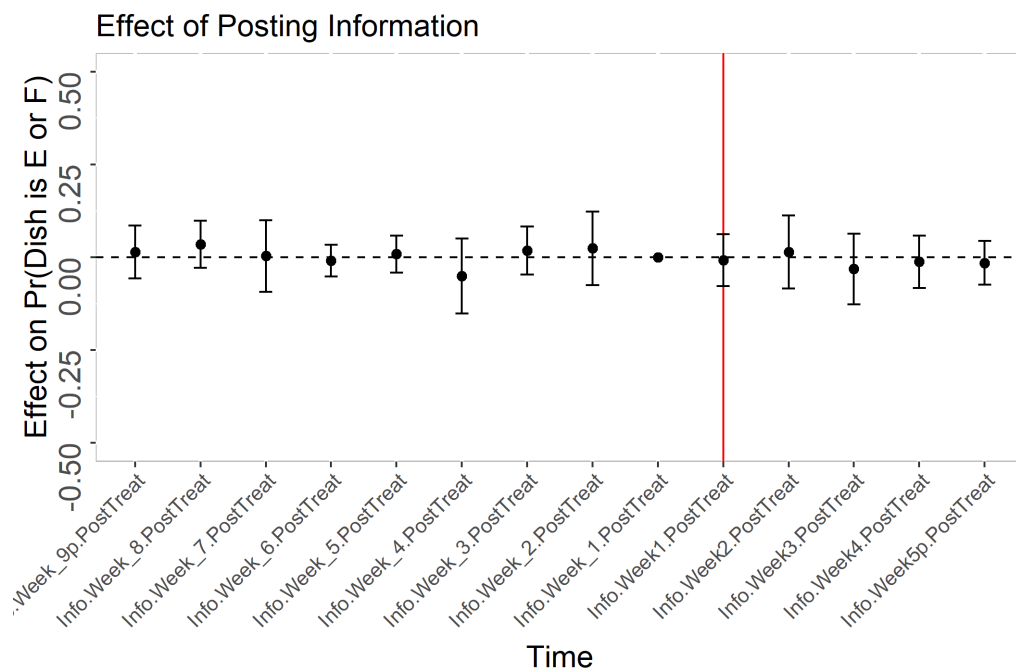 Effect of Posting Information
Effect on Pr(Dish is E or F)
0.50
0.25
0.00
-0.25
-0.50
.Week_9p.PostTreat
Info.Week_8.PostTreat
Info.Week_7.PostTreat
Info.Week_6.PostTreat
Info.Week_5.PostTreat
Info.Week_4.PostTreat
Info.Week_3.PostTreat
Info.Week_2.PostTreat
Info.Week_1.PostTreat
Info.Week1.PostTreat
Info.Week2.PostTreat
Info.Week3.PostTreat
Info.Week4.PostTreat
Info.Week5p.PostTreat
Time